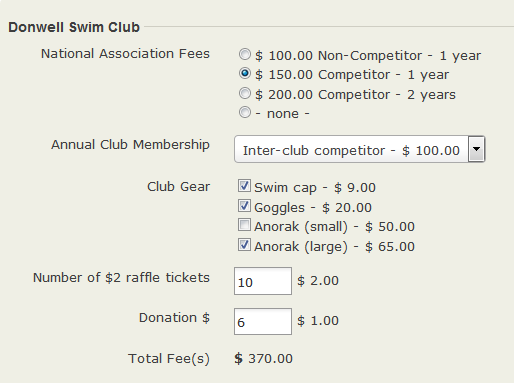 Donwell Swim Club
National Association Fees
$ 100.00 Non-Competitor - 1 year
$ 150.00 Competitor - 1 year
$ 200.00 Competitor - 2 years
- none -
Annual Club Membership
Inter-club competitor - $ 100.00
Club Gear
Swim cap - $ 9.00
Goggles - $ 20.00
Anorak (small) - $ 50.00
Anorak (large) - $ 65.00
Number of $2 raffle tickets 10 $ 2.00
Donation $ 6 $ 1.00
Total Fee(s) $ 370.00